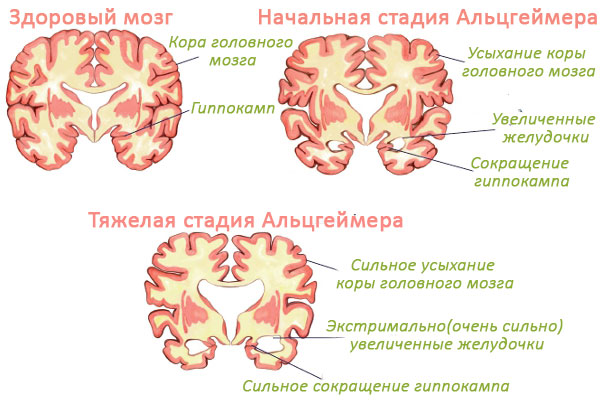 Здоровый мозг
Кора головного
мозга
Гиппокамп
Начальная стадия Альцгеймера
Усыхание коры
головного мозга
Увеличенные
желудочки
Сокращение
гиппокампа
Тяжелая стадия Альцгеймера
Сильное усыхание
коры головного мозга
Экстримально(очень сильно)
увеличенные желудочки
Сильное сокращение гиппокампа